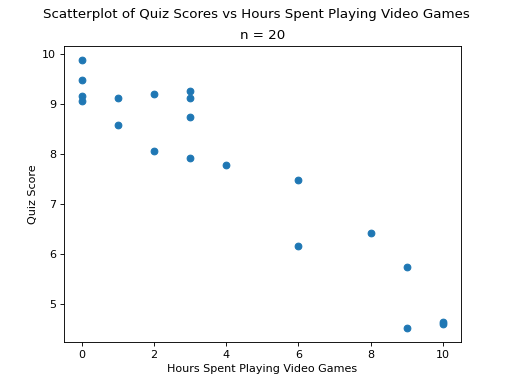 Scatterplot of Quiz Scores vs Hours Spent Playing Video Games
n = 20
10
9
8
7
6
5
Quiz Score
0 2 4 6 8 10
Hours Spent Playing Video Games